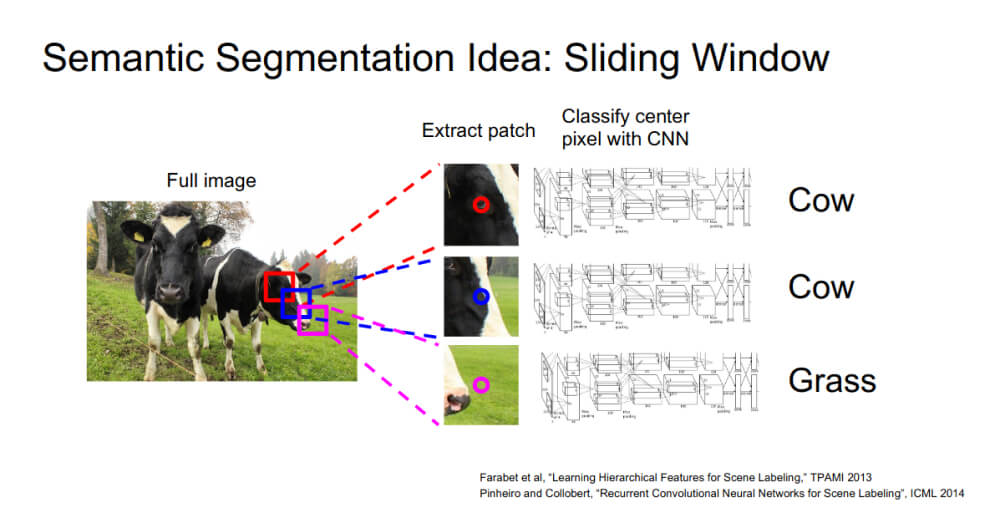 Semantic Segmentation Idea: Sliding Window
Full image
Extract patch
Classify center
pixel with CNN
Cow
Cow
Grass
Farabet et al, “Learning Hierarchical Features for Scene Labeling,” TPAMI 2013
Pinheiro and Collobert, “Recurrent Convolutional Neural Networks for Scene Labeling”, ICML 2014